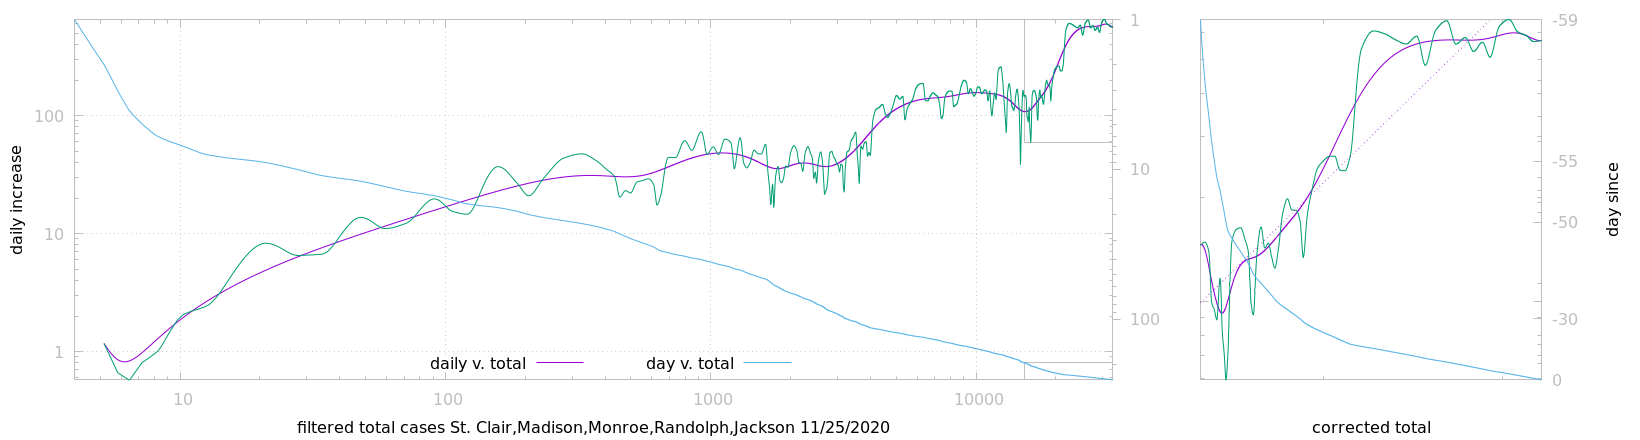 1
-59
100
daily increase
10
-55
day since
10
-50
100
-30
1
daily v. total
day v. total
0
10
100
1000
10000
filtered total cases St. Clair,Madison,Monroe,Randolph,Jackson 11/25/2020
corrected total